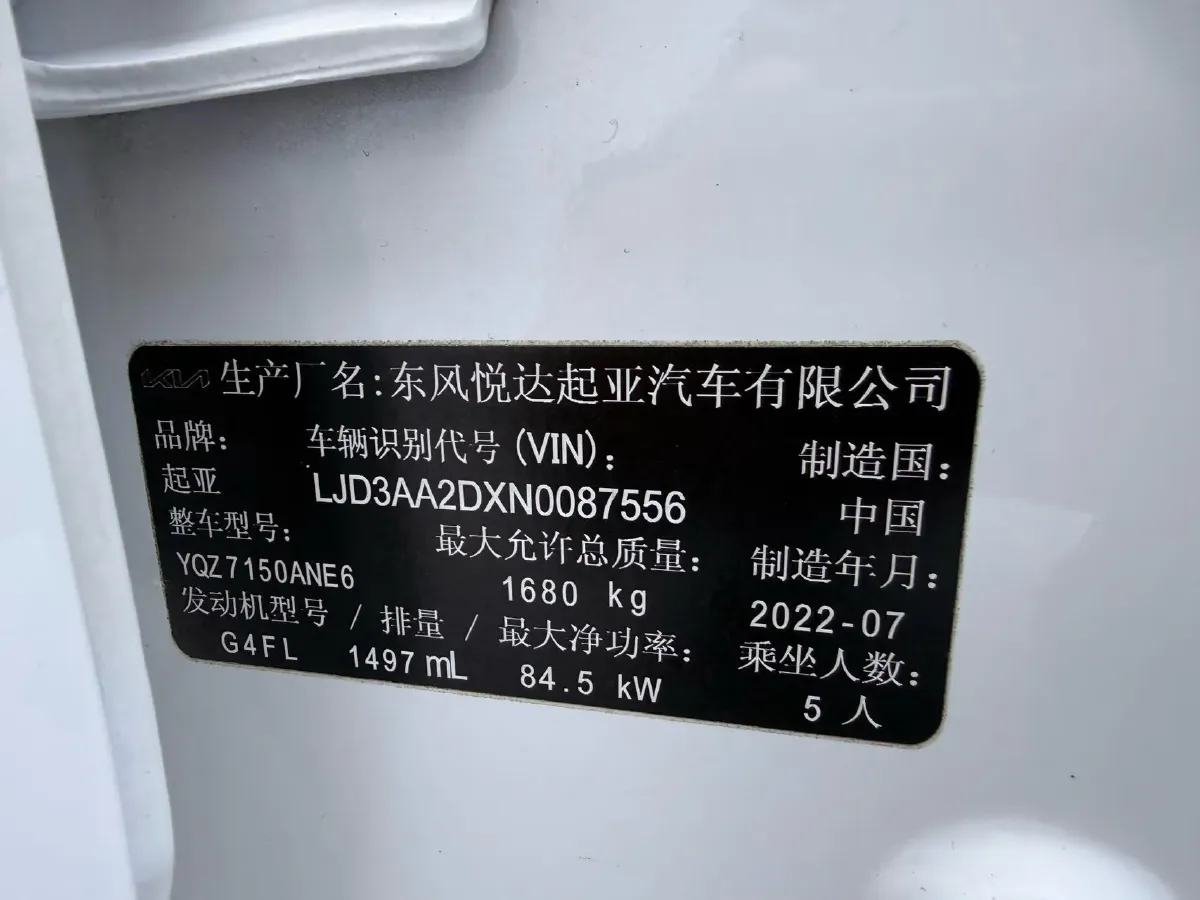 KIA 生产厂名:东风悦达起亚汽车有限公司
品牌: 车辆识别代号(VIN): 制造国:
起亚 LJD3AA2DXN0087556 中国
整车型号: 最大允许总质量: 制造年月:
YQZ7150ANE6 1680 kg 2022-07
发动机型号 / 排量 / 最大净功率: 乘坐人数:
G4FL 1497 mL 84.5 kW 5 人